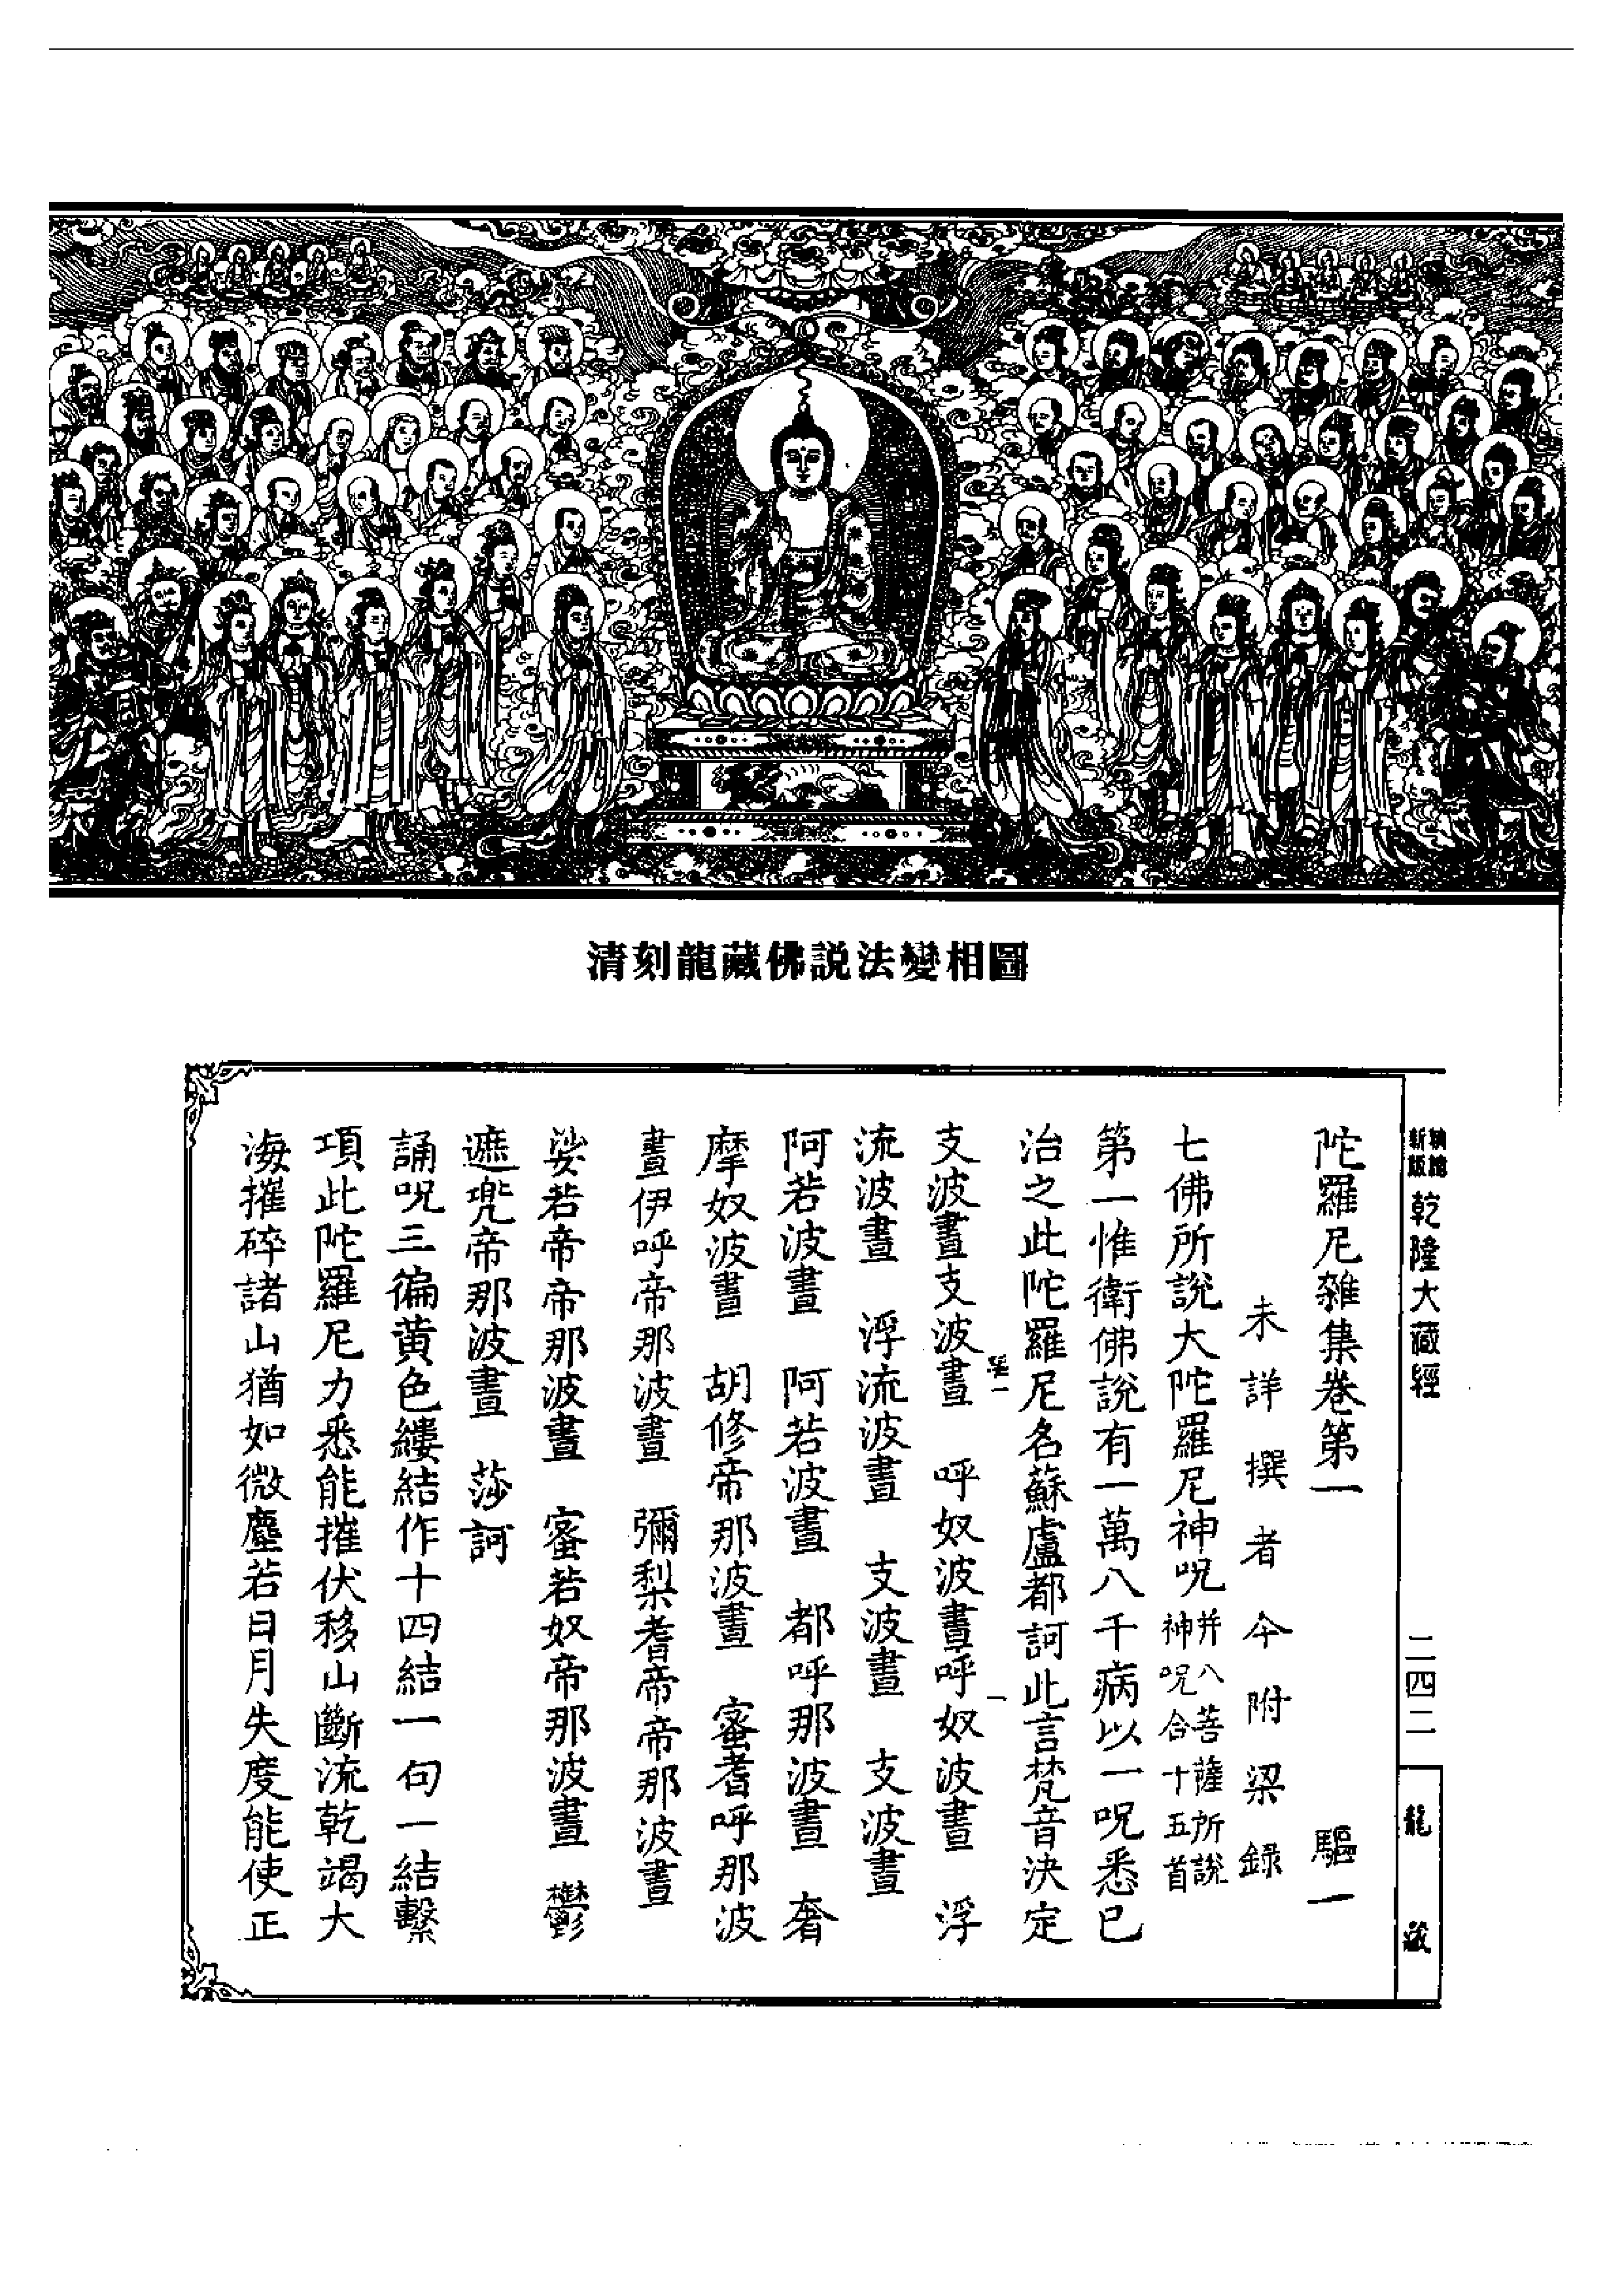 清刻龍藏佛説法變相圖
新版
乾隆大藏經
二四二
龍藏
陀羅尼雜集卷第一 驅一
未詳撰者今附梁錄
七佛所說大陀羅尼神呪 并八菩薩所說神呪合十五首
第一惟衛佛說有一萬八千病以一呪悉已
治之此陀羅尼名蘇盧都訶此言梵音決定
支波晝支波晝 呼奴波晝呼奴波晝 浮
流波晝 浮流波晝 支波晝 支波晝
阿若波晝 阿若波晝 都呼那波晝 奢
摩奴波晝 胡修帝那波晝 蜜耆呼那波
晝伊呼帝那波晝 彌梨耆帝帝那波晝
娑若帝帝那波晝 蜜若奴帝那波晝 鬱
遮兜帝那波晝 莎訶
誦呪三徧黄色縷結作十四結一句一結繫
項此陀羅尼力悉能摧伏移山斷流乾竭大
海摧碎諸山猶如微塵若日月失度能使正